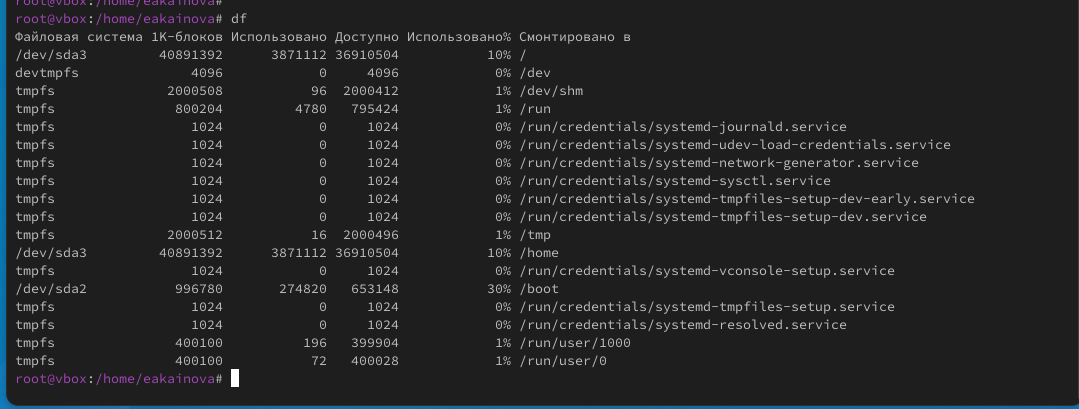 root@vbox:/home/eakainova#
root@vbox:/home/eakainova# df
Файловая система 1K-блоков Использовано Доступно Использовано% Смонтировано в
/dev/sda3         40891392      3871112 36910504           10% /
devtmpfs              4096            0     4096            0% /dev
tmpfs              2000508           96  2000412            1% /dev/shm
tmpfs               800204         4780   795424            1% /run
tmpfs                 1024            0     1024            0% /run/credentials/systemd-journald.service
tmpfs                 1024            0     1024            0% /run/credentials/systemd-udev-load-credentials.service
tmpfs                 1024            0     1024            0% /run/credentials/systemd-network-generator.service
tmpfs                 1024            0     1024            0% /run/credentials/systemd-sysctl.service
tmpfs                 1024            0     1024            0% /run/credentials/systemd-tmpfiles-setup-dev-early.service
tmpfs                 1024            0     1024            0% /run/credentials/systemd-tmpfiles-setup-dev.service
tmpfs              2000512           16  2000496            1% /tmp
/dev/sda3         40891392      3871112 36910504           10% /home
tmpfs                 1024            0     1024            0% /run/credentials/systemd-vconsole-setup.service
/dev/sda2           996780       274820   653148           30% /boot
tmpfs                 1024            0     1024            0% /run/credentials/systemd-tmpfiles-setup.service
tmpfs                 1024            0     1024            0% /run/credentials/systemd-resolved.service
tmpfs               400100          196   399904            1% /run/user/1000
tmpfs               400100           72   400028            1% /run/user/0
root@vbox:/home/eakainova#